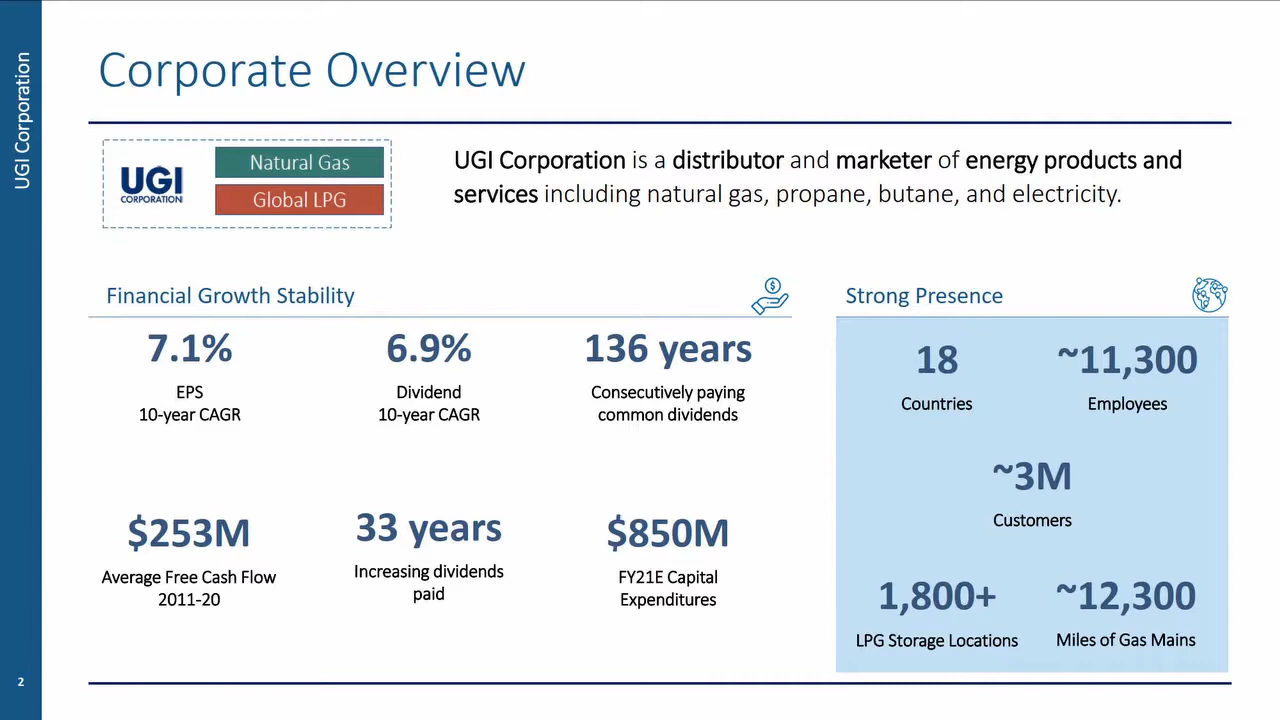 UGI Corporation
Corporate Overview
UGI
CORPORATION
Natural Gas
Global LPG
UGI Corporation is a distributor and marketer of energy products and
services including natural gas, propane, butane, and electricity.
Financial Growth Stability
$
7.1%
EPS
10-year CAGR
6.9%
Dividend
10-year CAGR
136 years
Consecutively paying
common dividends
$253M
Average Free Cash Flow
2011-20
33 years
Increasing dividends
paid
$850M
FY21E Capital
Expenditures
Strong Presence
18
Countries
~11,300
Employees
~3M
Customers
1,800+
LPG Storage Locations
~12,300
Miles of Gas Mains
2